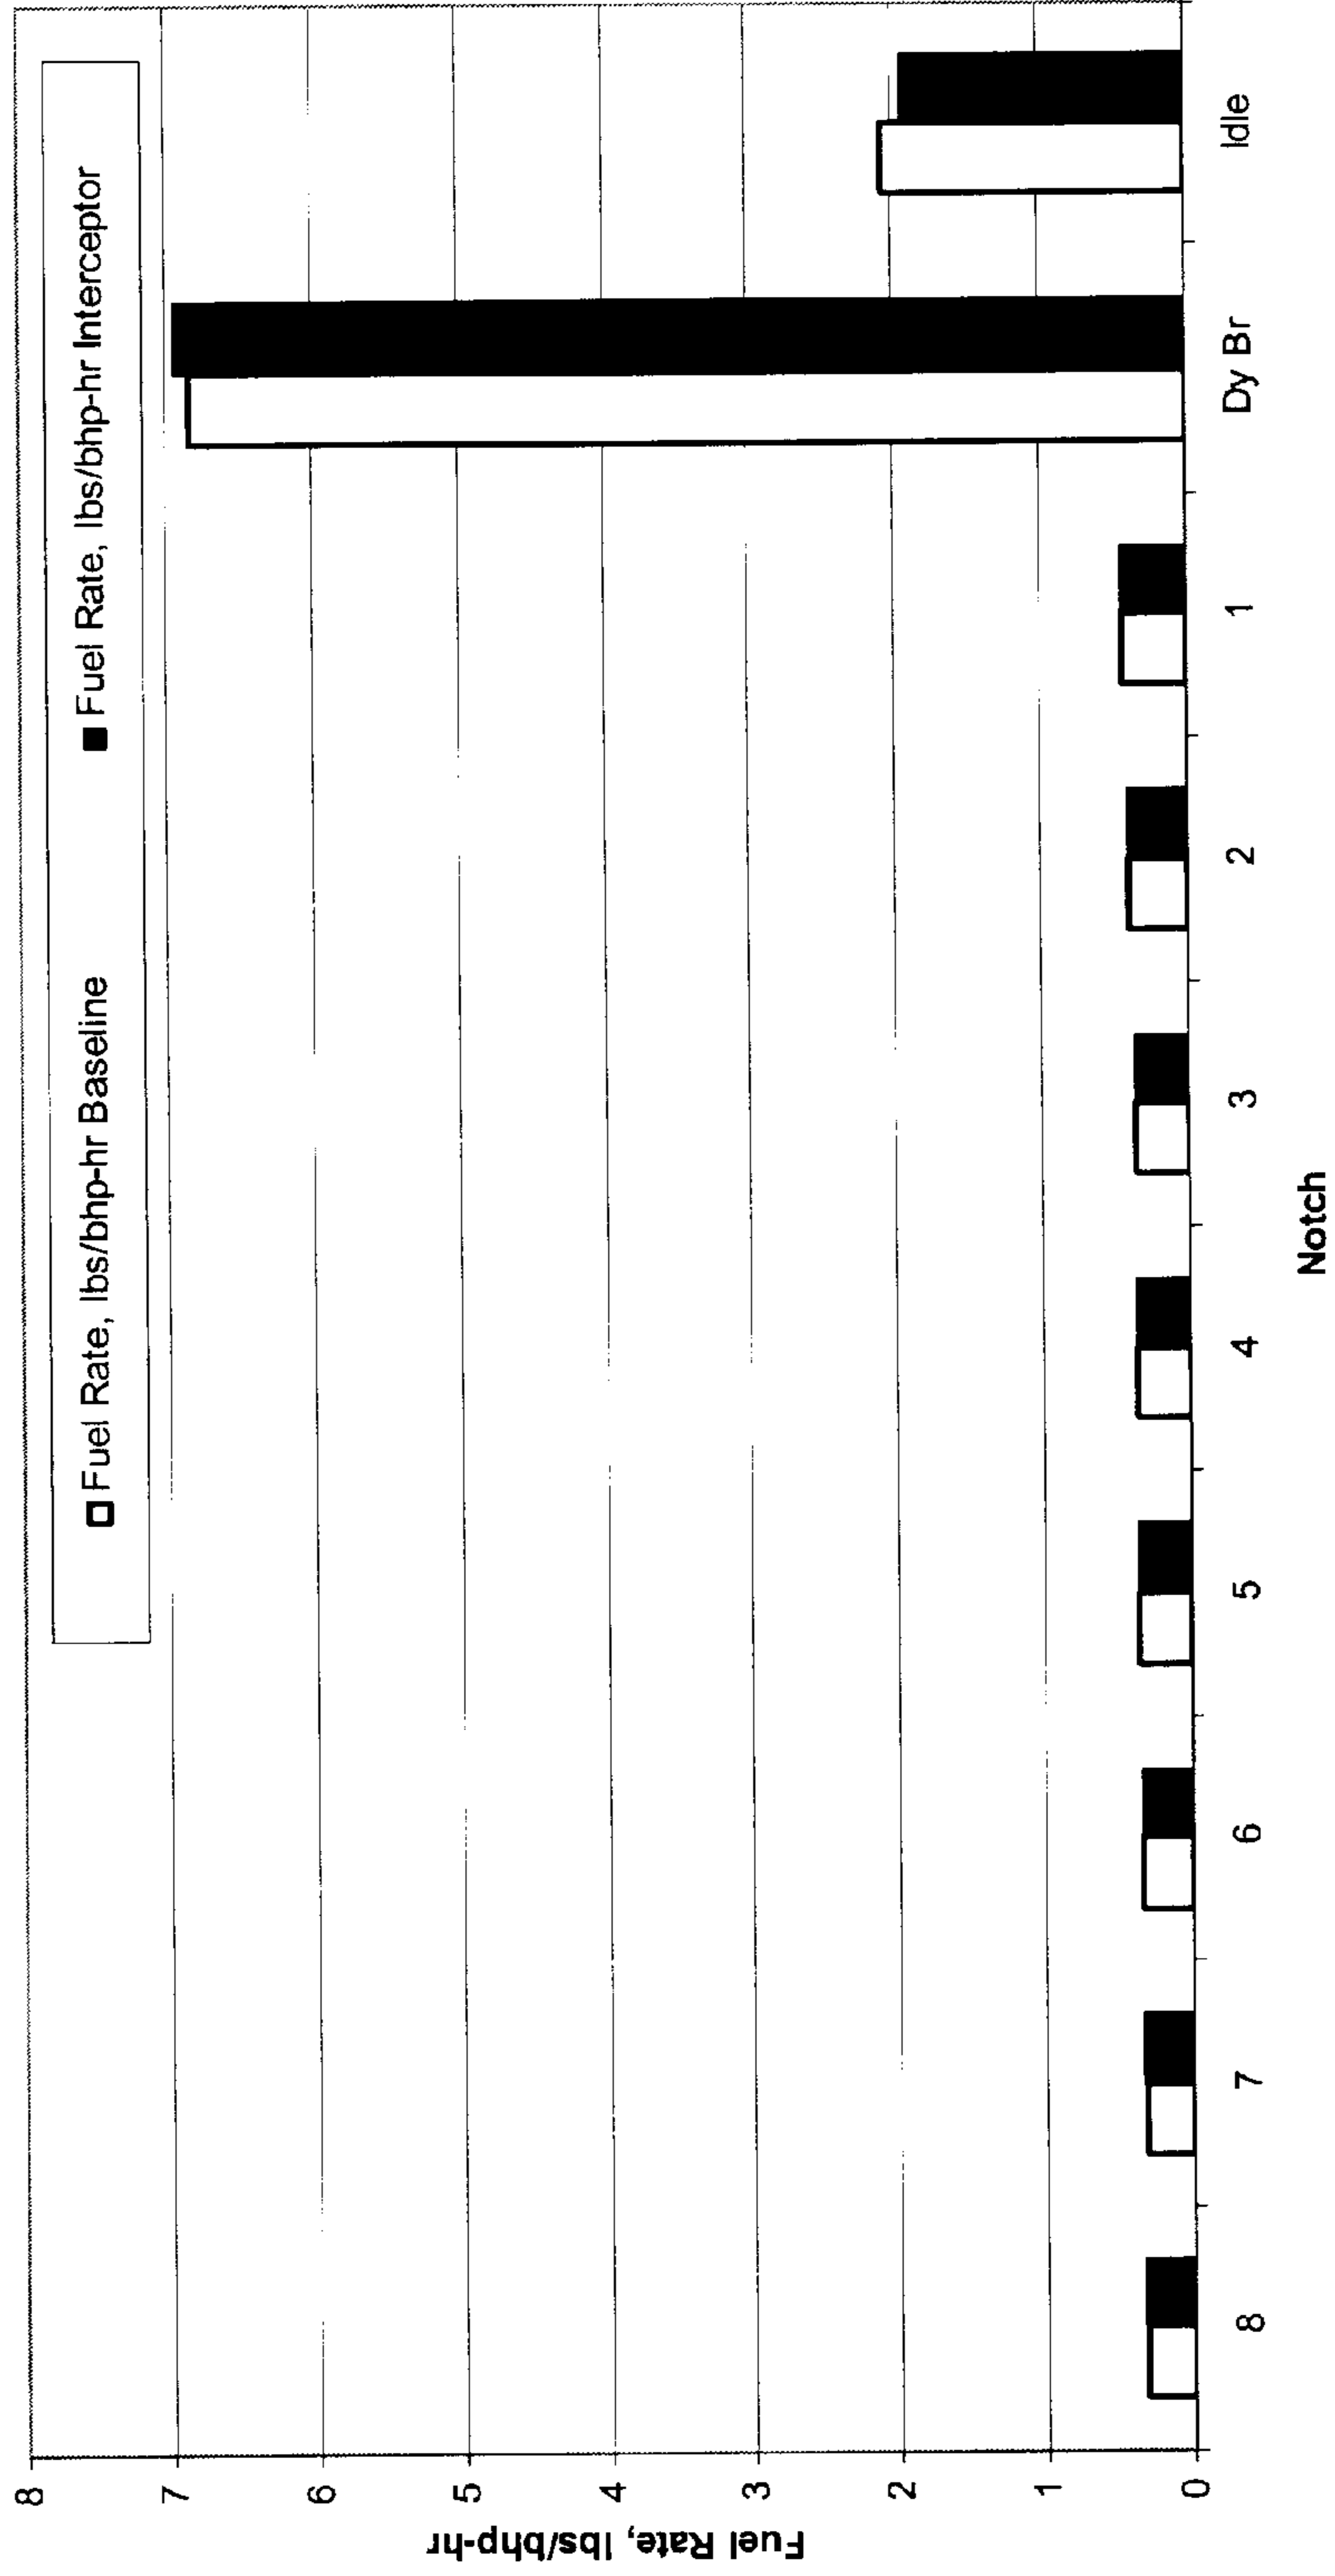 Fuel Rate, lbs/bhp-hr Baseline
Fuel Rate, lbs/bhp-hr Interceptor
8
7
6
5
4
3
2
1
0
Fuel Rate, lbs/bhp-hr
8 7 6 5 4 3 2 1 Dy Br Idle
Notch